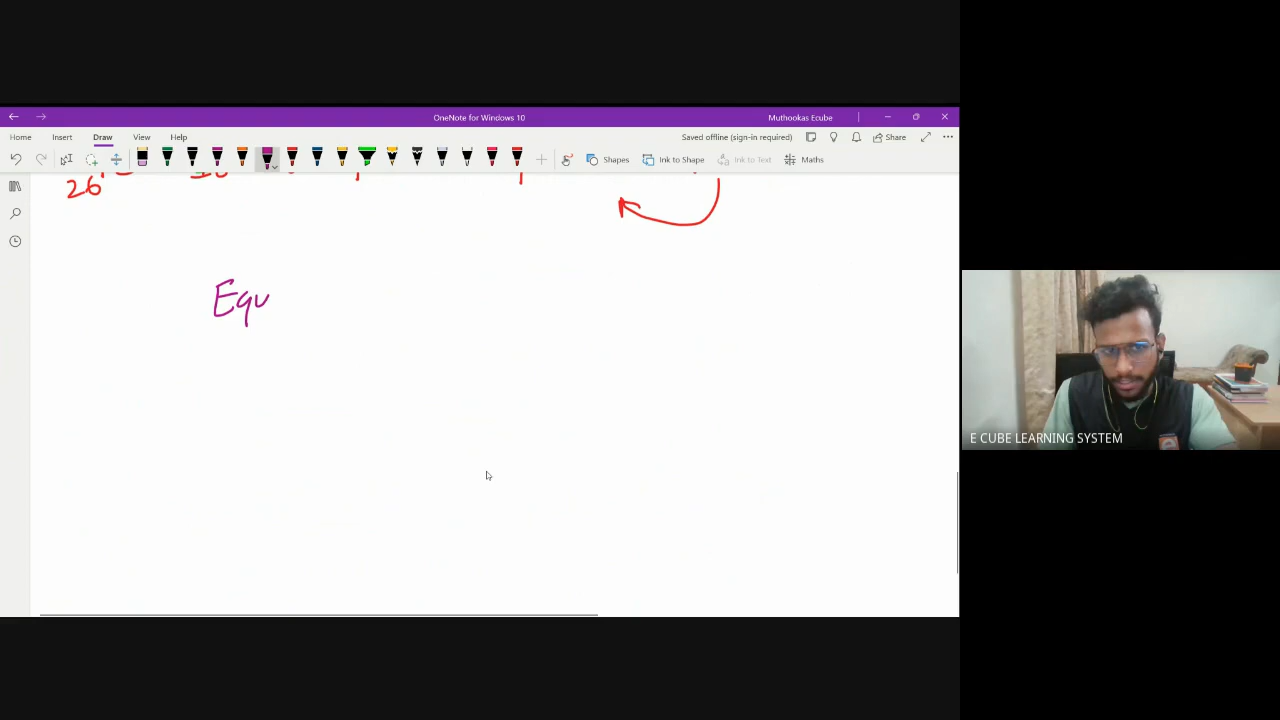 OneNote for Windows 10
Muthookas Ecube
Home Insert Draw View Help
Saved offline (sign-in required)
Share
Shapes
Ink to Shape
Ink to Text
Maths
26
Equ
E CUBE LEARNING SYSTEM